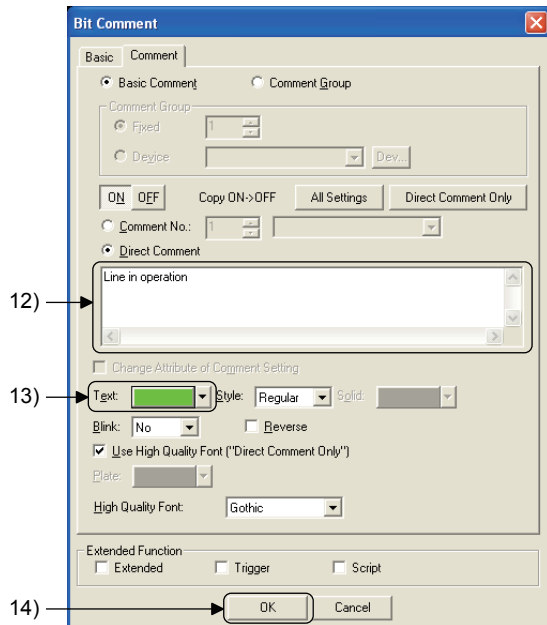 Bit Comment
Basic Comment
Basic Comment Comment Group
Comment Group
Fixed 1
Device Dev...
ON OFF Copy ON->OFF All Settings Direct Comment Only
Comment No.: 1
Direct Comment
12) Line in operation
Change Attribute of Comment Setting
13) Text: Style: Regular Solid:
Blink: No Reverse
Use High Quality Font ("Direct Comment Only")
Plate:
High Quality Font: Gothic
Extended Function
Extended Trigger Script
14) OK Cancel